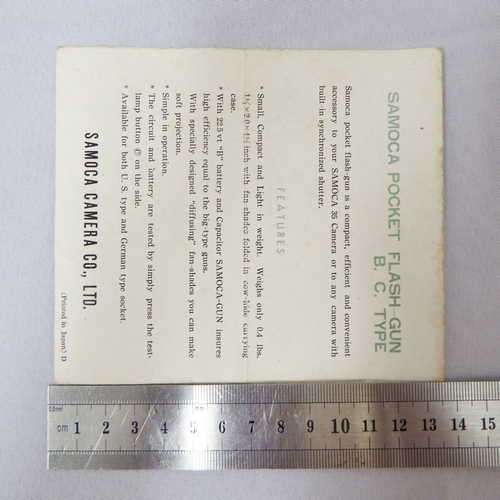 SAMOCA POCKET FLASH-GUN
B. C. TYPE
Samoca pocket flash-gun is a compact, efficient and convenient
accessory to your SAMOCA 35 Camera or to any camera with
built-in synchronized shutter.
FEATURES
* Small, Compact and Light in weight. Weighs only 0.4 lbs.
inch with fan-shades folded in cow-hide carrying
case.
* With 22.5 vt "B" battery and Capacitor SAMOCA-GUN insures
high efficiency equal to the big-type guns.
With specially designed "diffusing" fan-shades you can make
soft projection.
* Simple in operation.
* The circuit and battery are tested by simply press the test-
lamp button Ⓒ on the side.
* Available for both U. S. type and German type socket.
SAMOCA CAMERA CO., LTD.
(Printed in Japan) D
0.5mm
cm 1 2 3 4 5 6 7 8 9 10 11 12 13 14 15